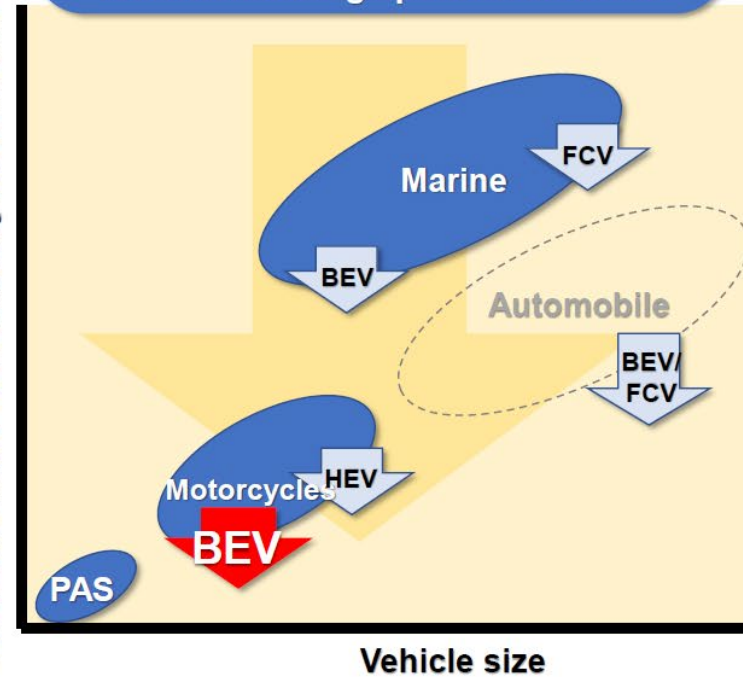 FCV
Marine
BEV
Automobile
BEV/
FCV
HEV
Motorcycles
BEV
PAS
Vehicle size